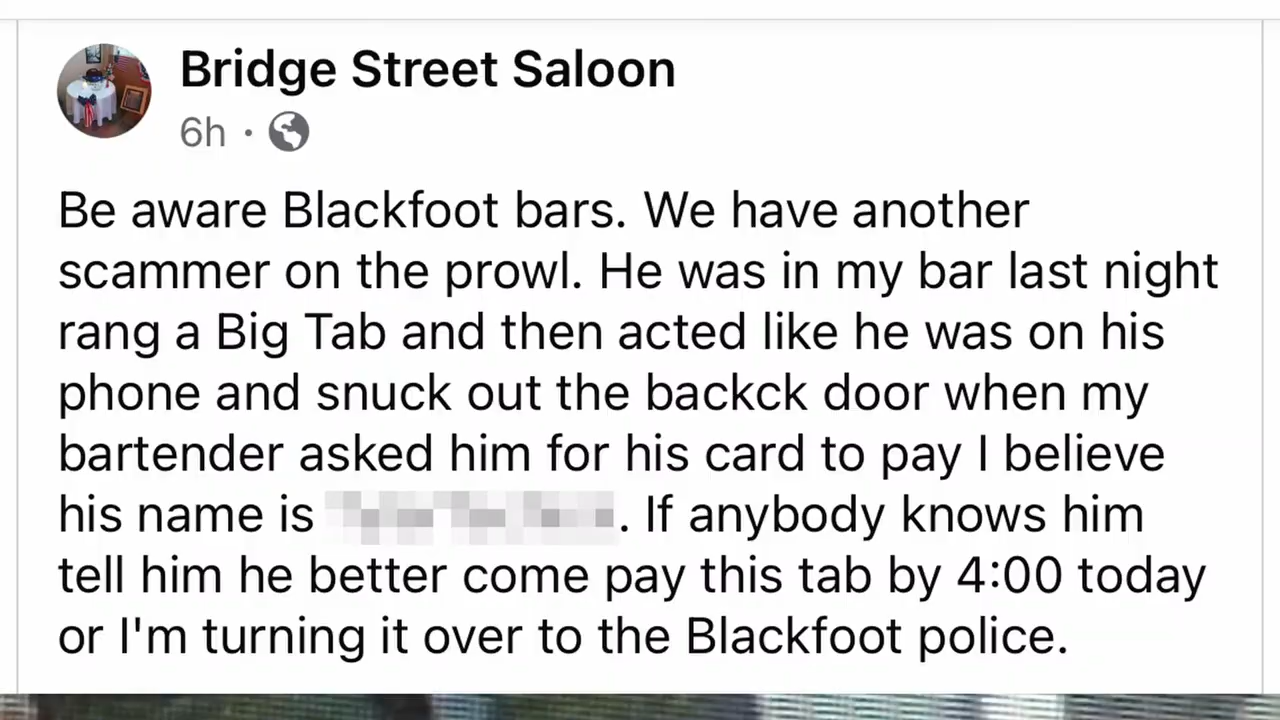 Bridge Street Saloon
6h ·
Be aware Blackfoot bars. We have another
scammer on the prowl. He was in my bar last night
rang a Big Tab and then acted like he was on his
phone and snuck out the backck door when my
bartender asked him for his card to pay I believe
his name is . If anybody knows him
tell him he better come pay this tab by 4:00 today
or I'm turning it over to the Blackfoot police.